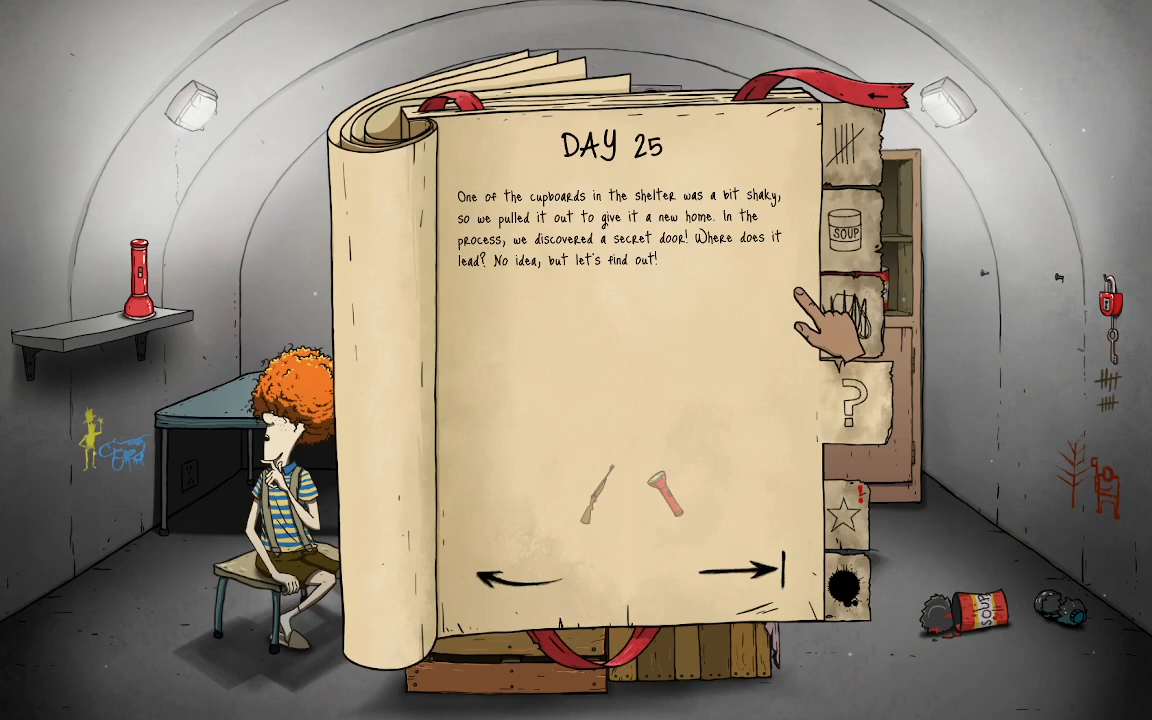 DAY 25
One of the cupboards in the shelter was a bit shaky,
so we pulled it out to give it a new home. In the
process, we discovered a secret door! Where does it
lead? No idea, but let's find out!
SOUP
?
!
SOUP